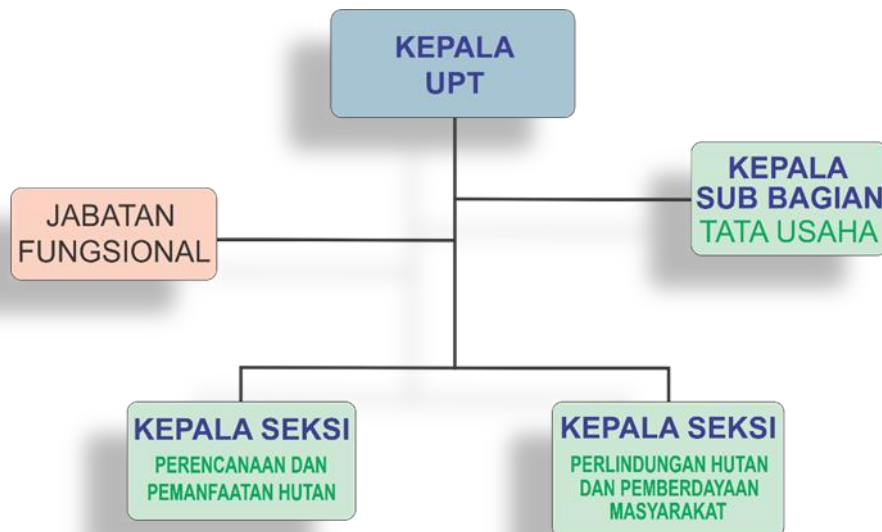 KEPALA
UPT
KEPALA
SUB BAGIAN
TATA USAHA
JABATAN
FUNGSIONAL
KEPALA SEKSI
PERENCANAAN DAN
PEMANFAATAN HUTAN
KEPALA SEKSI
PERLINDUNGAN HUTAN
DAN PEMBERDAYAAN
MASYARAKAT